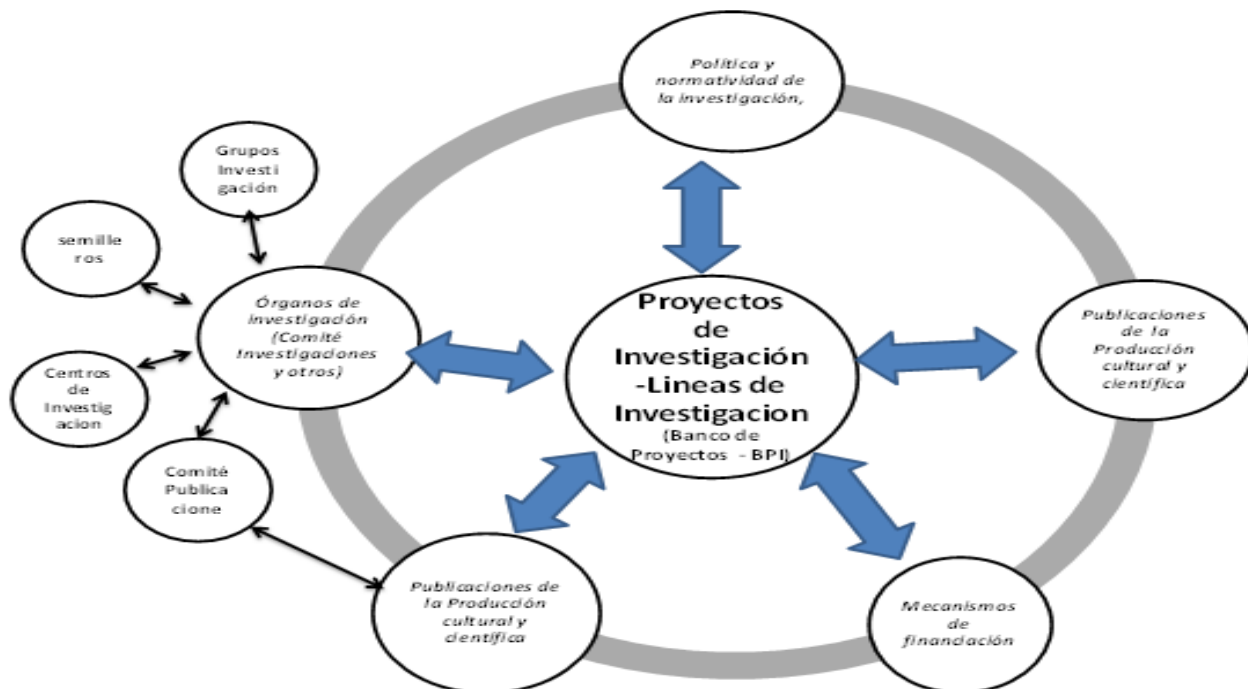 Política y
normatividad de
la investigación,
Grupos
Investi
gación
semille
ros
Órganos de
investigación
(Comité
Investigaciones
y otros)
Centros
de
Investig
acion
Comité
Publica
cione
Proyectos
de
Investigación
-Lineas de
Investigacion
(Banco de
Proyectos - BPI)
Publicaciones
de la
Producción
cultural y
científica
Publicaciones de
la Producción
cultural y
científica
Mecanismos
de
financiación